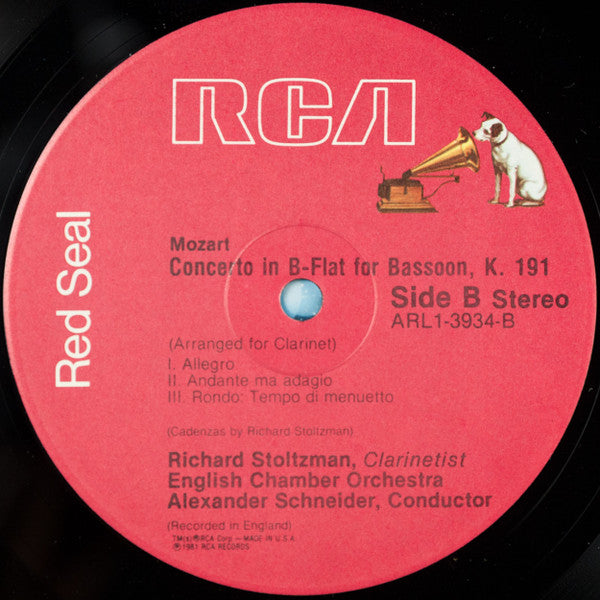 RCA
Red Seal
Mozart
Concerto in B-Flat for Bassoon, K. 191
Side B Stereo
ARL1-3934-B
(Arranged for Clarinet)
I. Allegro
II. Andante ma adagio
III. Rondo: Tempo di menuetto
(Cadenzas by Richard Stoltzman)
Richard Stoltzman, Clarinetist
English Chamber Orchestra
Alexander Schneider, Conductor
(Recorded in England)
TM(s)®RCA Corp. — MADE IN U.S.A.
℗1981 RCA RECORDS